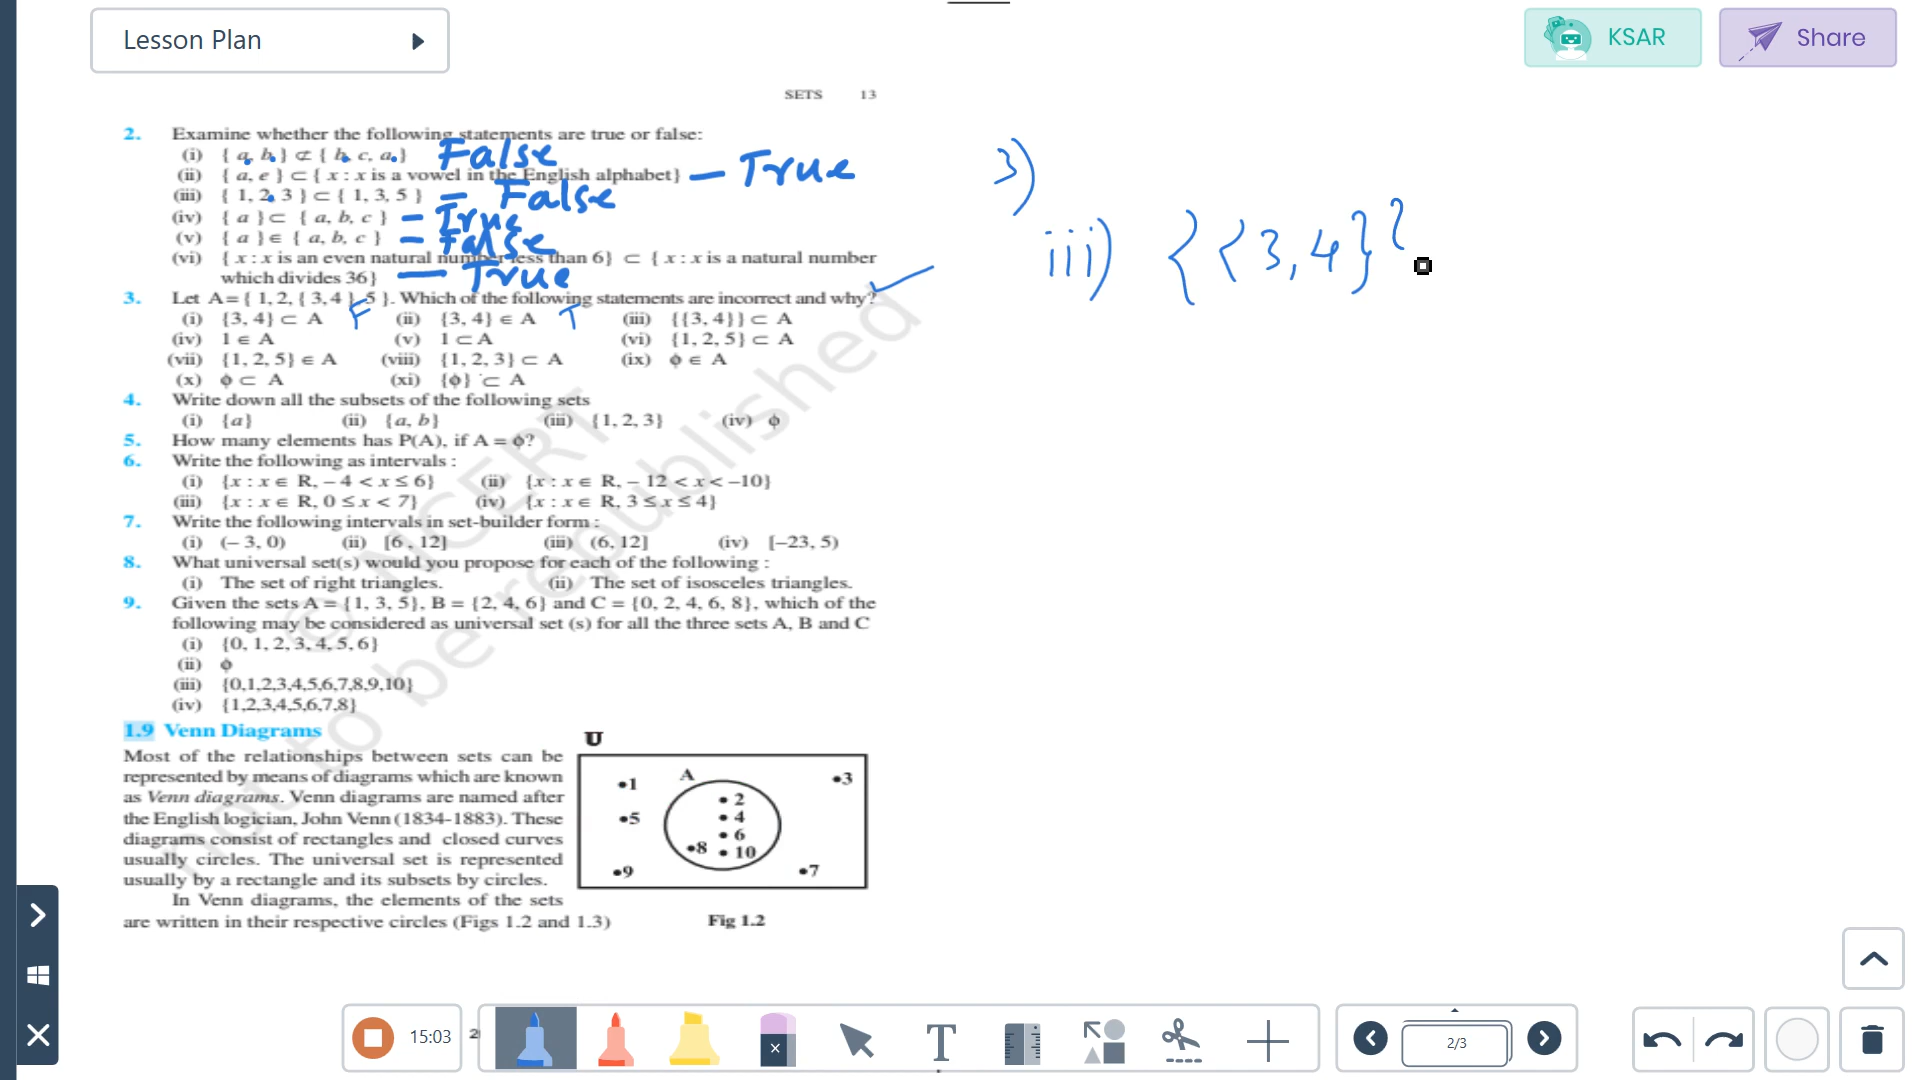 Lesson Plan
KSAR
Share
SETS 13
2. Examine whether the following statements are true or false:
(i) { a, b } ⊄ { b, c, a } False
(ii) { a, e } ⊂ { x : x is a vowel in the English alphabet} — True
(iii) { 1, 2, 3 } ⊂ { 1, 3, 5 } – False
(iv) { a }⊂ { a, b, c } – True
(v) { a }∈ { a, b, c } – False
(vi) { x : x is an even natural number less than 6} ⊂ { x : x is a natural number
which divides 36} — True
3. Let A= { 1, 2, { 3, 4 }, 5 }. Which of the following statements are incorrect and why?
(i) {3, 4} ⊂ A F (ii) {3, 4} ∈ A T (iii) {{3, 4}} ⊂ A
(iv) 1 ∈ A (v) 1 ⊂ A (vi) {1, 2, 5} ⊂ A
(vii) {1, 2, 5} ∈ A (viii) {1, 2, 3} ⊂ A (ix) φ ∈ A
(x) φ ⊂ A (xi) {φ} ⊂ A
4. Write down all the subsets of the following sets
(i) {a} (ii) {a, b} (iii) {1, 2, 3} (iv) φ
5. How many elements has P(A), if A = φ?
6. Write the following as intervals :
(i) {x : x ∈ R, – 4 < x ≤ 6} (ii) {x : x ∈ R, – 12 < x < –10}
(iii) {x : x ∈ R, 0 ≤ x < 7} (iv) {x : x ∈ R, 3 ≤ x ≤ 4}
7. Write the following intervals in set-builder form :
(i) (– 3, 0) (ii) [6 , 12] (iii) (6, 12] (iv) [–23, 5)
8. What universal set(s) would you propose for each of the following :
(i) The set of right triangles. (ii) The set of isosceles triangles.
9. Given the sets A = {1, 3, 5}, B = {2, 4, 6} and C = {0, 2, 4, 6, 8}, which of the
following may be considered as universal set (s) for all the three sets A, B and C
(i) {0, 1, 2, 3, 4, 5, 6}
(ii) φ
(iii) {0,1,2,3,4,5,6,7,8,9,10}
(iv) {1,2,3,4,5,6,7,8}
1.9 Venn Diagrams
Most of the relationships between sets can be
represented by means of diagrams which are known
as Venn diagrams. Venn diagrams are named after
the English logician, John Venn (1834-1883). These
diagrams consist of rectangles and closed curves
usually circles. The universal set is represented
usually by a rectangle and its subsets by circles.
In Venn diagrams, the elements of the sets
are written in their respective circles (Figs 1.2 and 1.3)
U
A
•1 •3
• 2
•5 • 4
• 6
•8 • 10
•9 •7
Fig 1.2
© NCERT
not to be republished
3)
iii) {{3,4}}
15:03
2/3